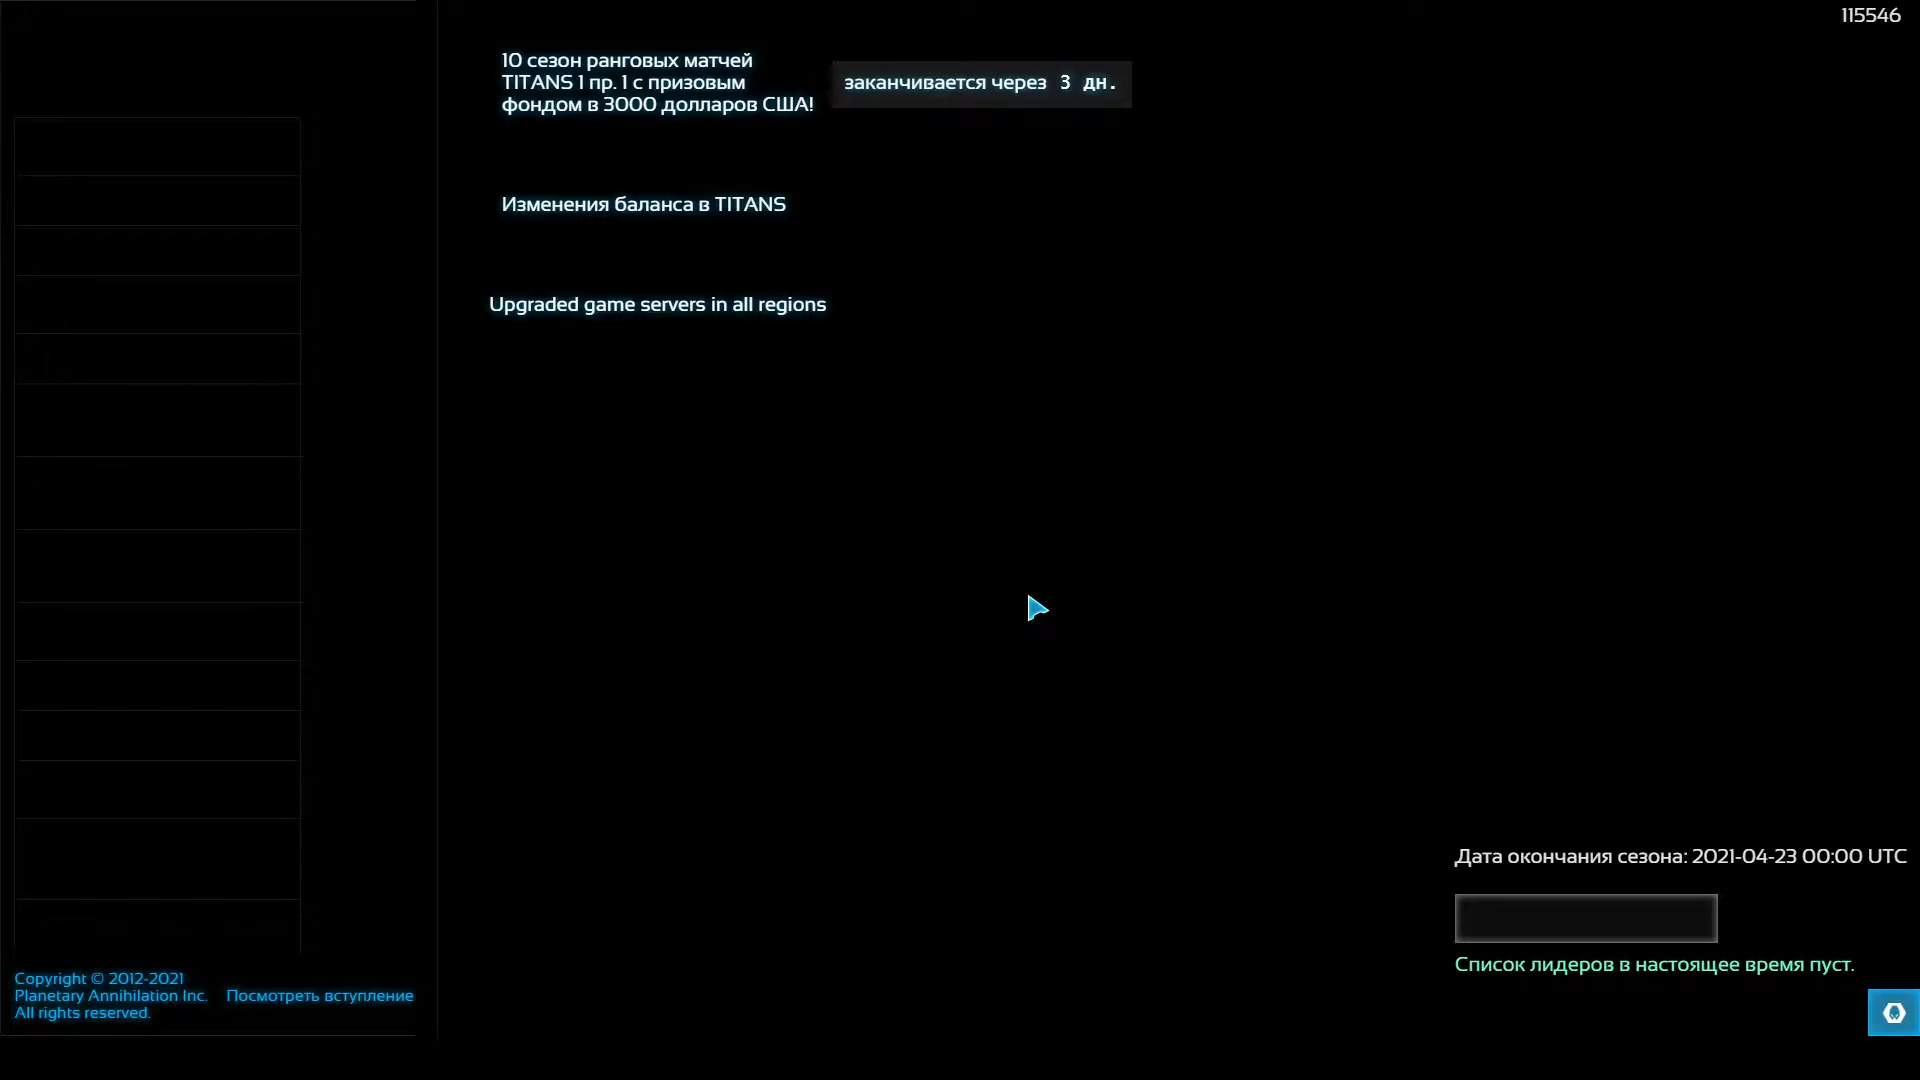 115546
10 сезон ранговых матчей
TITANS 1 пр. 1 с призовым
фондом в 3000 долларов США!
заканчивается через 3 дн.
Изменения баланса в TITANS
Upgraded game servers in all regions
Дата окончания сезона: 2021-04-23 00:00 UTC
Список лидеров в настоящее время пуст.
Copyright © 2012-2021
Planetary Annihilation Inc.
All rights reserved.
Посмотреть вступление